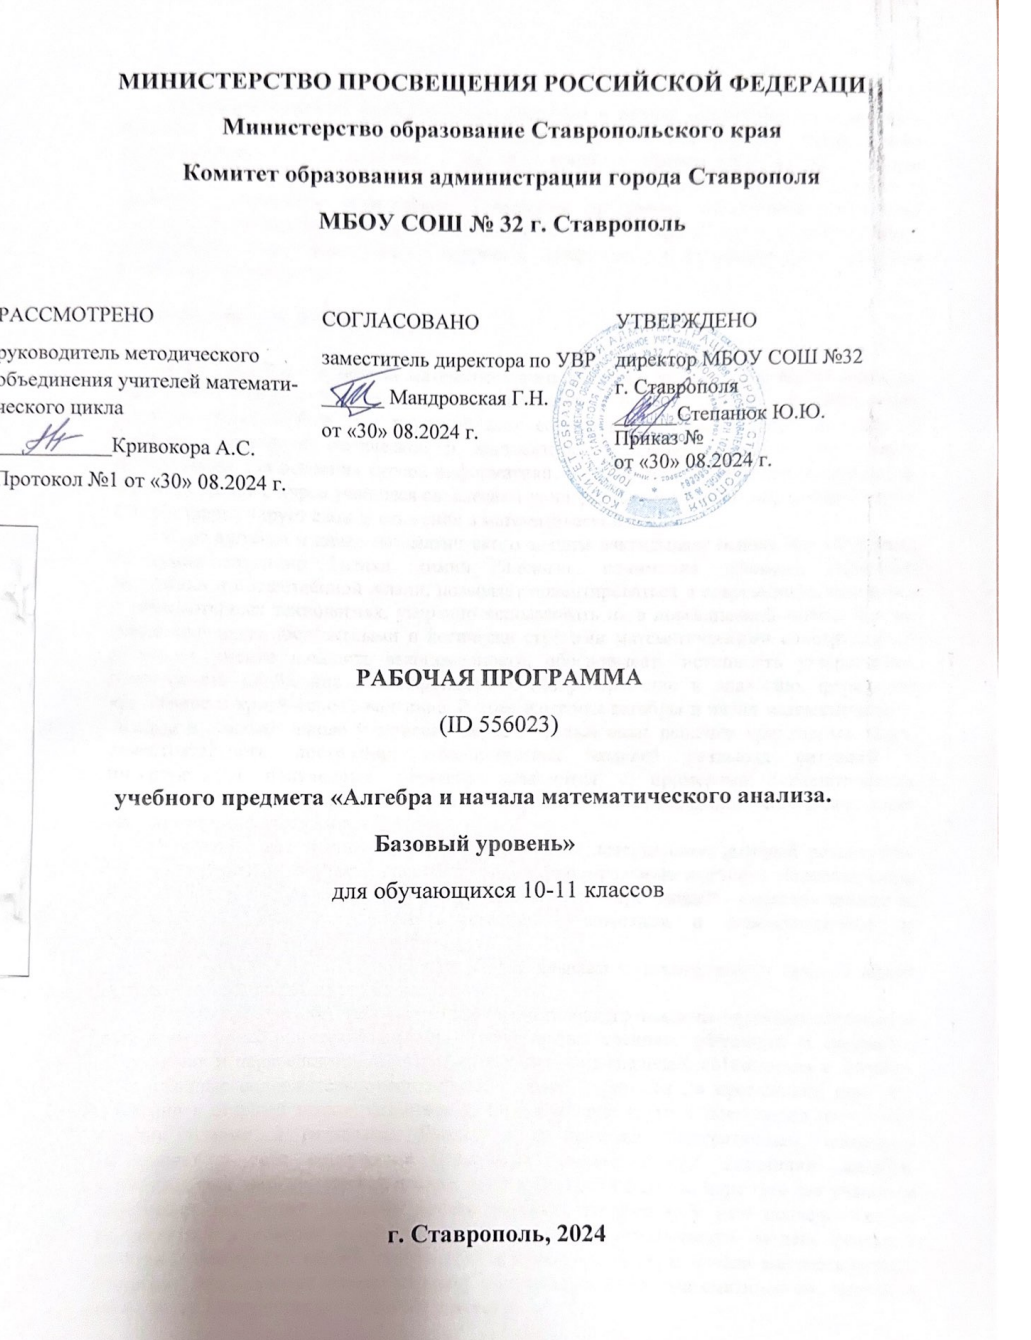 МИНИСТЕРСТВО ПРОСВЕЩЕНИЯ РОССИЙСКОЙ ФЕДЕРАЦИ
Министерство образование Ставропольского края
Комитет образования администрации города Ставрополя
МБОУ СОШ № 32 г. Ставрополь
РАССМОТРЕНО
руководитель методического
объединения учителей математи-
ческого цикла
Кривокора А.С.
Протокол №1 от «30» 08.2024 г.
СОГЛАСОВАНО
заместитель директора по УВР
Мандровская Г.Н.
от «30» 08.2024 г.
УТВЕРЖДЕНО
директор МБОУ СОШ №32
г. Ставрополя
Степанюк Ю.Ю.
Приказ №
от «30» 08.2024 г.
РАБОЧАЯ ПРОГРАММА
(ID 556023)
учебного предмета «Алгебра и начала математического анализа.
Базовый уровень»
для обучающихся 10-11 классов
г. Ставрополь, 2024